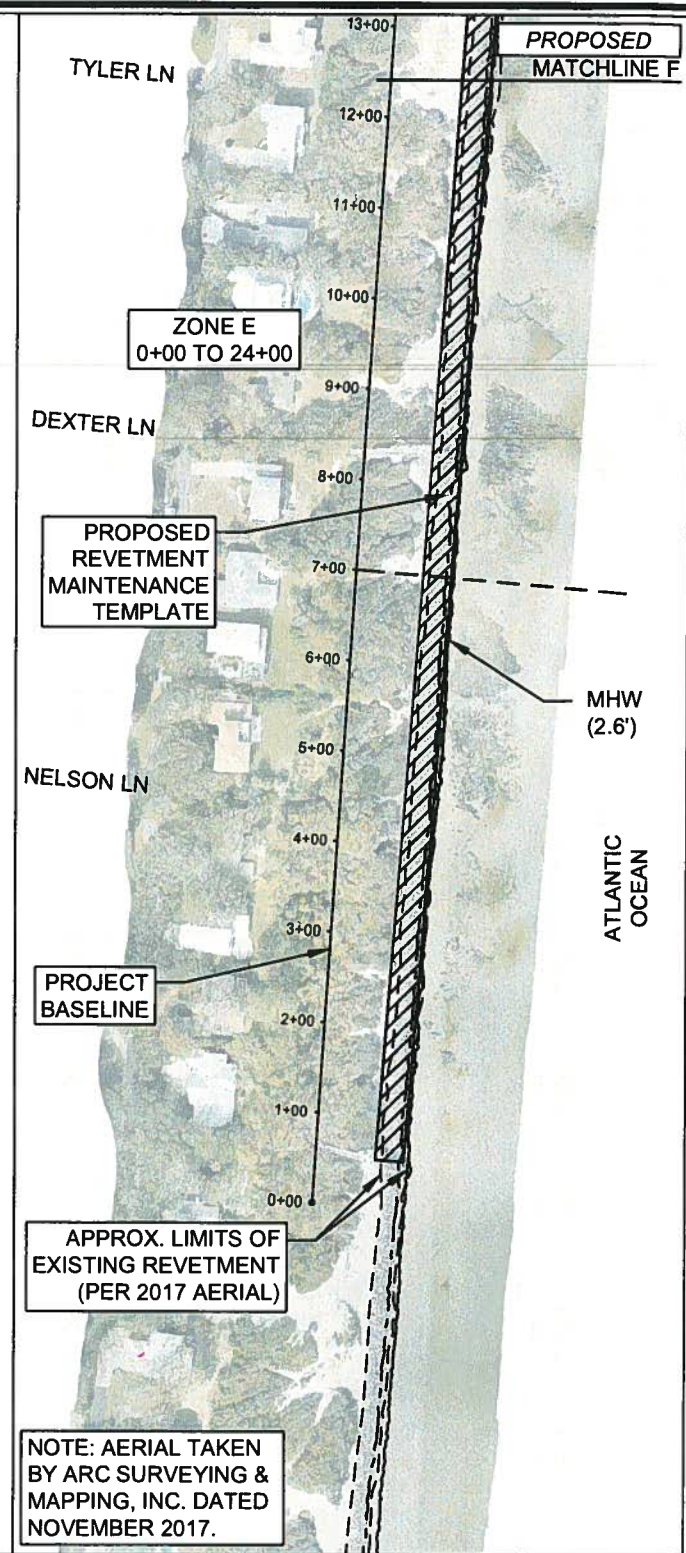 13+00
PROPOSED
MATCHLINE F
TYLER LN
12+00
11+00
10+00
ZONE E
0+00 TO 24+00
9+00
DEXTER LN
8+00
PROPOSED
REVETMENT
MAINTENANCE
TEMPLATE
7+00
6+00
MHW
(2.6')
5+00
NELSON LN
4+00
ATLANTIC
OCEAN
3+00
PROJECT
BASELINE
2+00
1+00
0+00
APPROX. LIMITS OF
EXISTING REVETMENT
(PER 2017 AERIAL)
NOTE: AERIAL TAKEN
BY ARC SURVEYING &
MAPPING, INC. DATED
NOVEMBER 2017.